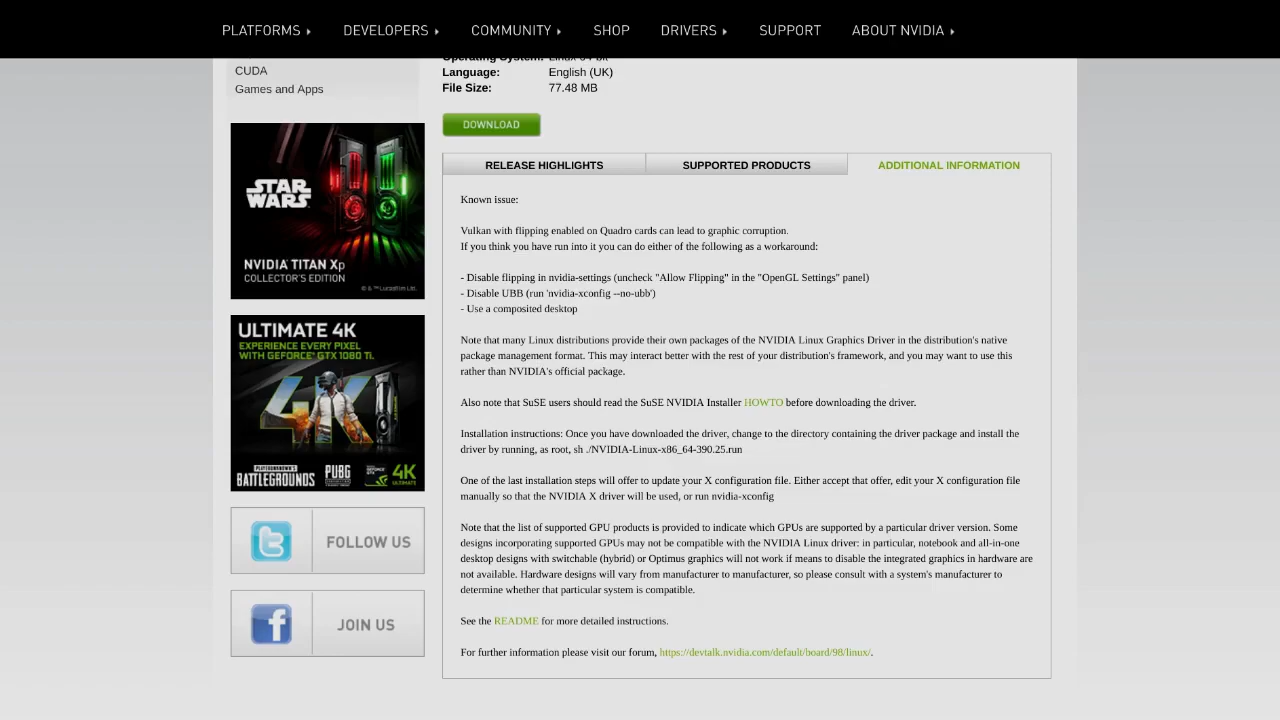 PLATFORMS DEVELOPERS COMMUNITY SHOP DRIVERS SUPPORT ABOUT NVIDIA
CUDA
Games and Apps
STAR
WARS
NVIDIA TITAN Xp
COLLECTOR'S EDITION
© & ™ Lucasfilm Ltd.
ULTIMATE 4K
EXPERIENCE EVERY PIXEL
WITH GEFORCE GTX 1080 Ti.
4K
PLAYERUNKNOWN'S
BATTLEGROUNDS
PUBG
4K
ULTIMATE
FOLLOW US
JOIN US
Operating System: Linux 64-bit
Language: English (UK)
File Size: 77.48 MB
DOWNLOAD
RELEASE HIGHLIGHTS SUPPORTED PRODUCTS ADDITIONAL INFORMATION
Known issue:
Vulkan with flipping enabled on Quadro cards can lead to graphic corruption.
If you think you have run into it you can do either of the following as a workaround:
- Disable flipping in nvidia-settings (uncheck "Allow Flipping" in the "OpenGL Settings" panel)
- Disable UBB (run 'nvidia-xconfig --no-ubb')
- Use a composited desktop
Note that many Linux distributions provide their own packages of the NVIDIA Linux Graphics Driver in the distribution's native
package management format. This may interact better with the rest of your distribution's framework, and you may want to use this
rather than NVIDIA's official package.
Also note that SuSE users should read the SuSE NVIDIA Installer HOWTO before downloading the driver.
Installation instructions: Once you have downloaded the driver, change to the directory containing the driver package and install the
driver by running, as root, sh ./NVIDIA-Linux-x86_64-390.25.run
One of the last installation steps will offer to update your X configuration file. Either accept that offer, edit your X configuration file
manually so that the NVIDIA X driver will be used, or run nvidia-xconfig
Note that the list of supported GPU products is provided to indicate which GPUs are supported by a particular driver version. Some
designs incorporating supported GPUs may not be compatible with the NVIDIA Linux driver: in particular, notebook and all-in-one
desktop designs with switchable (hybrid) or Optimus graphics will not work if means to disable the integrated graphics in hardware are
not available. Hardware designs will vary from manufacturer to manufacturer, so please consult with a system's manufacturer to
determine whether that particular system is compatible.
See the README for more detailed instructions.
For further information please visit our forum, https://devtalk.nvidia.com/default/board/98/linux/.